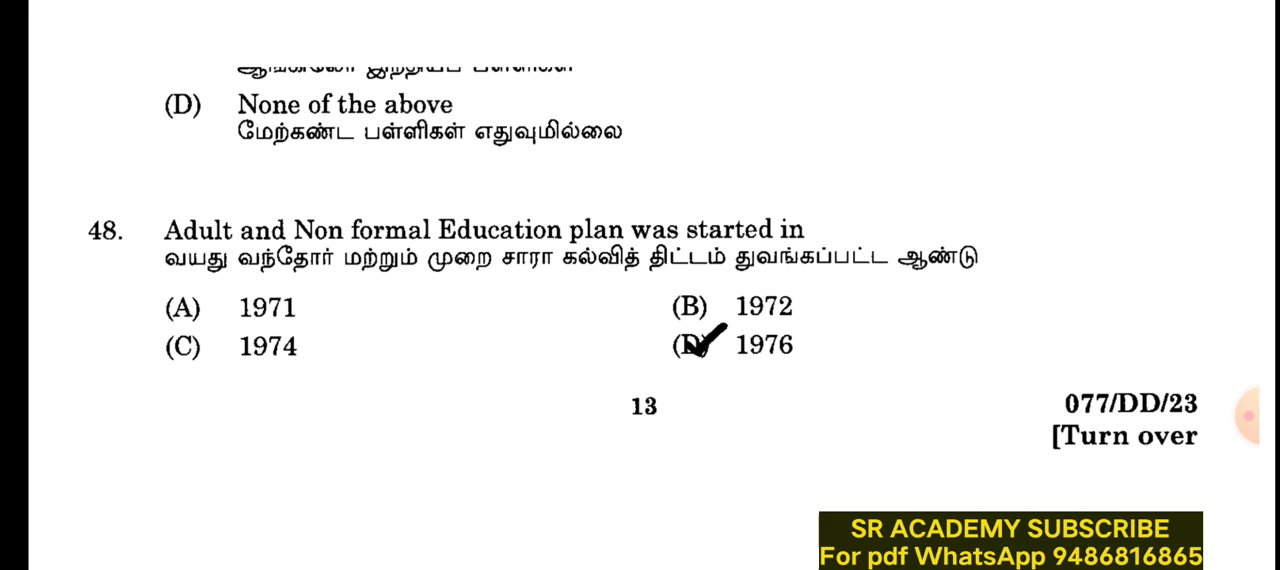 (D) None of the above
மேற்கண்ட பள்ளிகள் எதுவுமில்லை
48. Adult and Non formal Education plan was started in
வயது வந்தோர் மற்றும் முறை சாரா கல்வித் திட்டம் துவங்கப்பட்ட ஆண்டு
(A) 1971 (B) 1972
(C) 1974 (D) 1976
13
077/DD/23
[Turn over
SR ACADEMY SUBSCRIBE
For pdf WhatsApp 9486816865